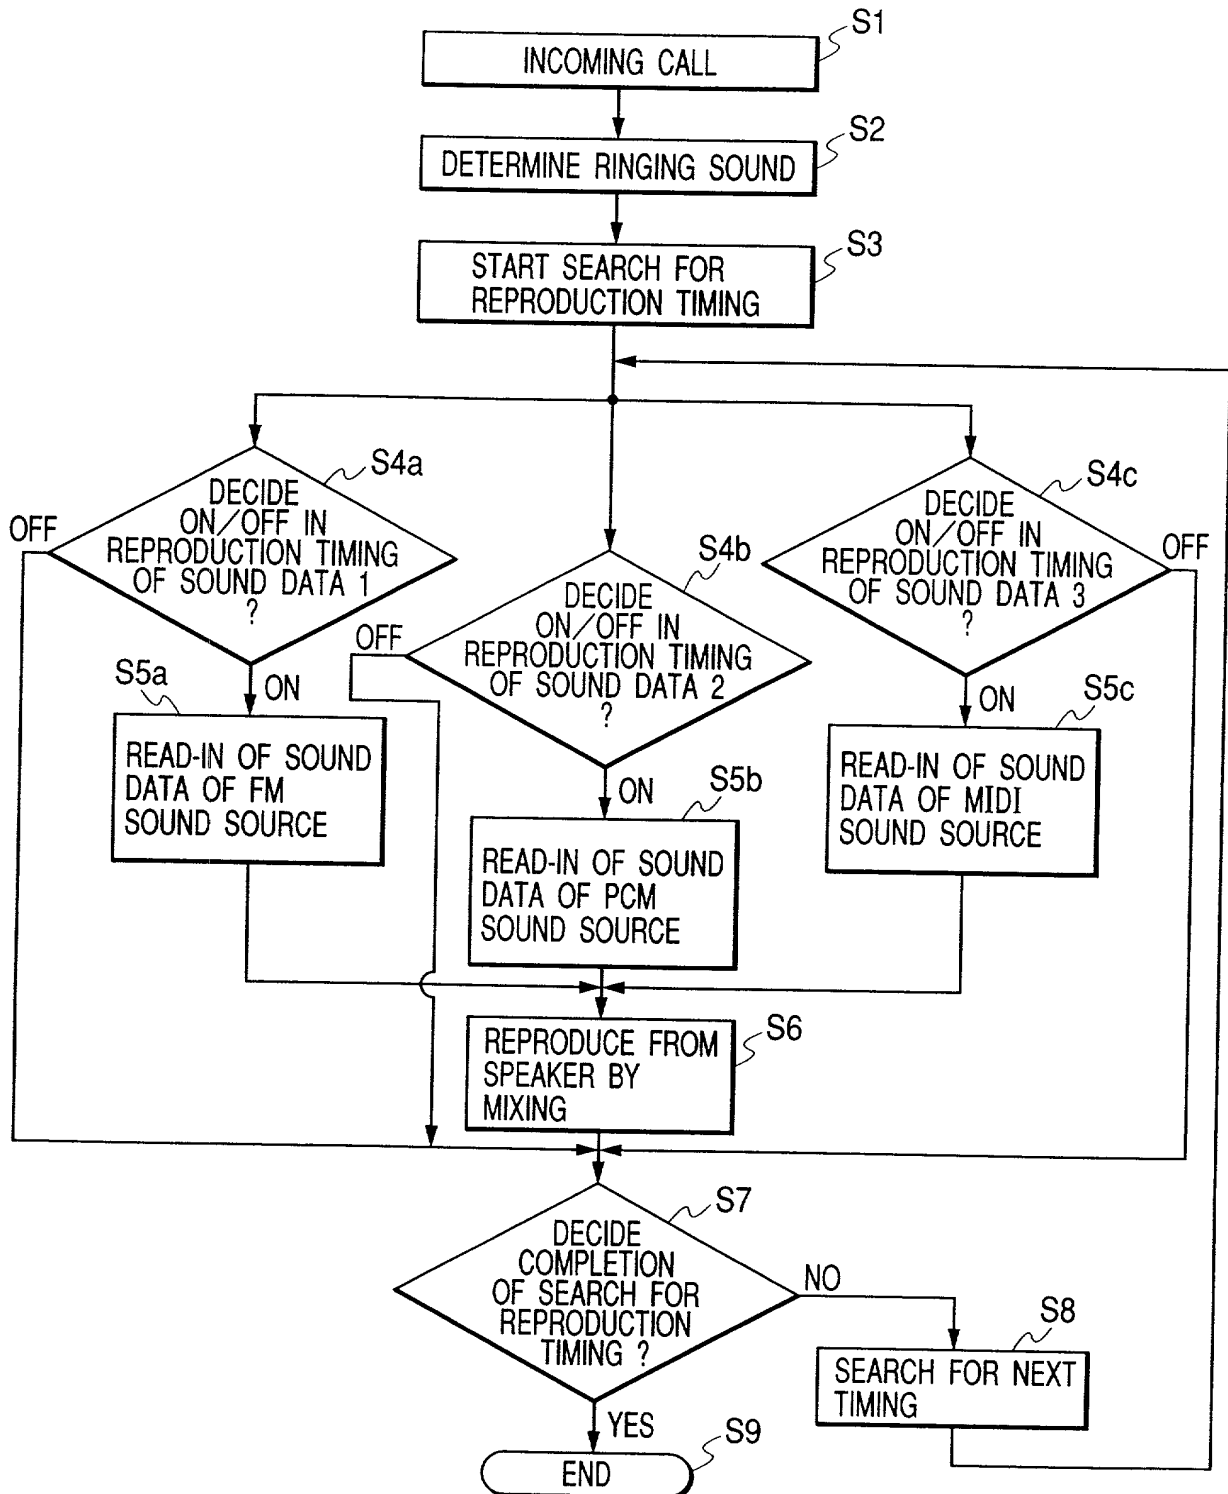 S1
INCOMING CALL
S2
DETERMINE RINGING SOUND
S3
START SEARCH FOR
REPRODUCTION TIMING
S4a
DECIDE
ON/OFF IN
REPRODUCTION TIMING
OF SOUND DATA 1
?
OFF
ON
S4b
DECIDE
ON/OFF IN
REPRODUCTION TIMING
OF SOUND DATA 2
?
OFF
ON
S4c
DECIDE
ON/OFF IN
REPRODUCTION TIMING
OF SOUND DATA 3
?
OFF
ON
S5a
READ-IN OF SOUND
DATA OF FM
SOUND SOURCE
S5b
READ-IN OF SOUND
DATA OF PCM
SOUND SOURCE
S5c
READ-IN OF SOUND
DATA OF MIDI
SOUND SOURCE
S6
REPRODUCE FROM
SPEAKER BY
MIXING
S7
DECIDE
COMPLETION
OF SEARCH FOR
REPRODUCTION
TIMING ?
NO
YES
S8
SEARCH FOR NEXT
TIMING
S9
END